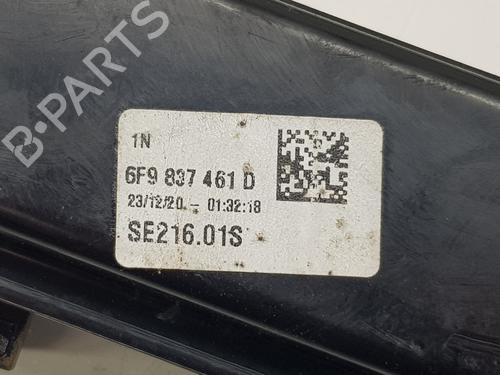 B-PARTS
1N
6F9 837 461 D
23/12/20. - 01:32:18
SE216.01S